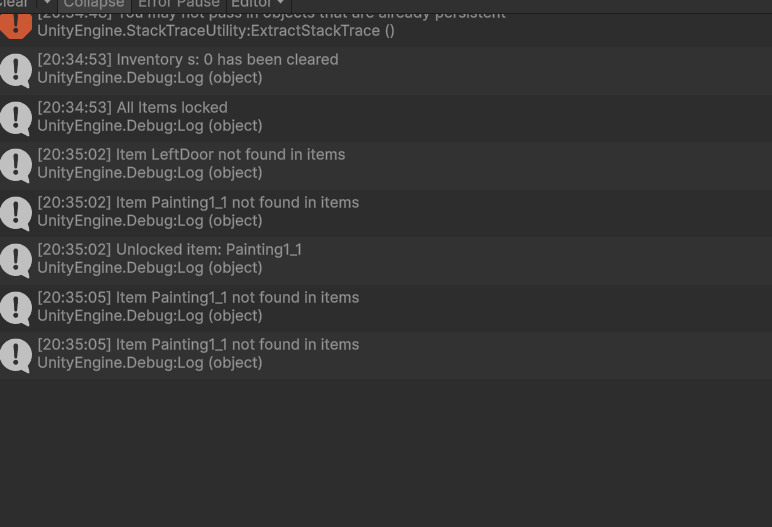 Clear Collapse Error Pause Editor
[20:34:48] You may not pass in objects that are already persistent
UnityEngine.StackTraceUtility:ExtractStackTrace ()
[20:34:53] Inventory s: 0 has been cleared
UnityEngine.Debug:Log (object)
[20:34:53] All Items locked
UnityEngine.Debug:Log (object)
[20:35:02] Item LeftDoor not found in items
UnityEngine.Debug:Log (object)
[20:35:02] Item Painting1_1 not found in items
UnityEngine.Debug:Log (object)
[20:35:02] Unlocked item: Painting1_1
UnityEngine.Debug:Log (object)
[20:35:05] Item Painting1_1 not found in items
UnityEngine.Debug:Log (object)
[20:35:05] Item Painting1_1 not found in items
UnityEngine.Debug:Log (object)